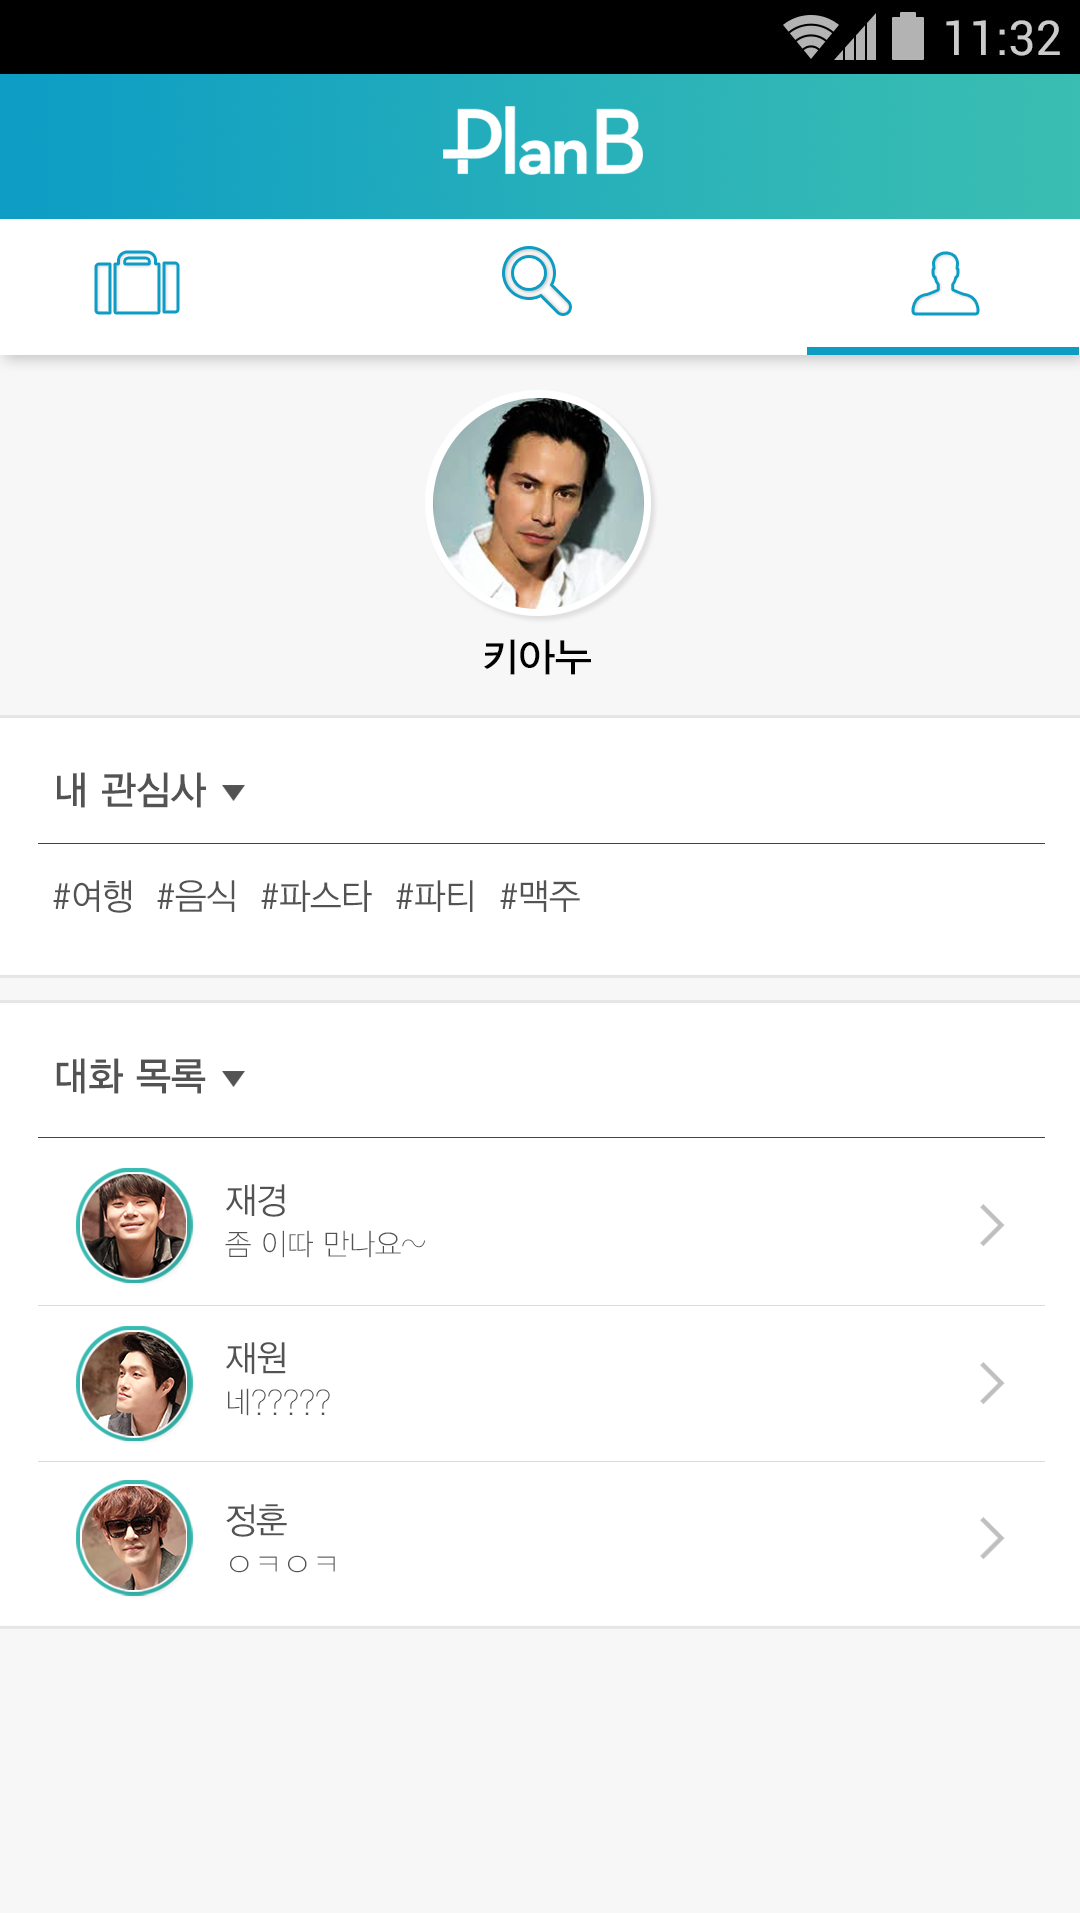 11:32
PlanB
키아누
내 관심사
#여행 #음식 #파스타 #파티 #맥주
대화 목록
재경
좀 이따 만나요~
재원
네?????
정훈
ㅇㅋㅇㅋ